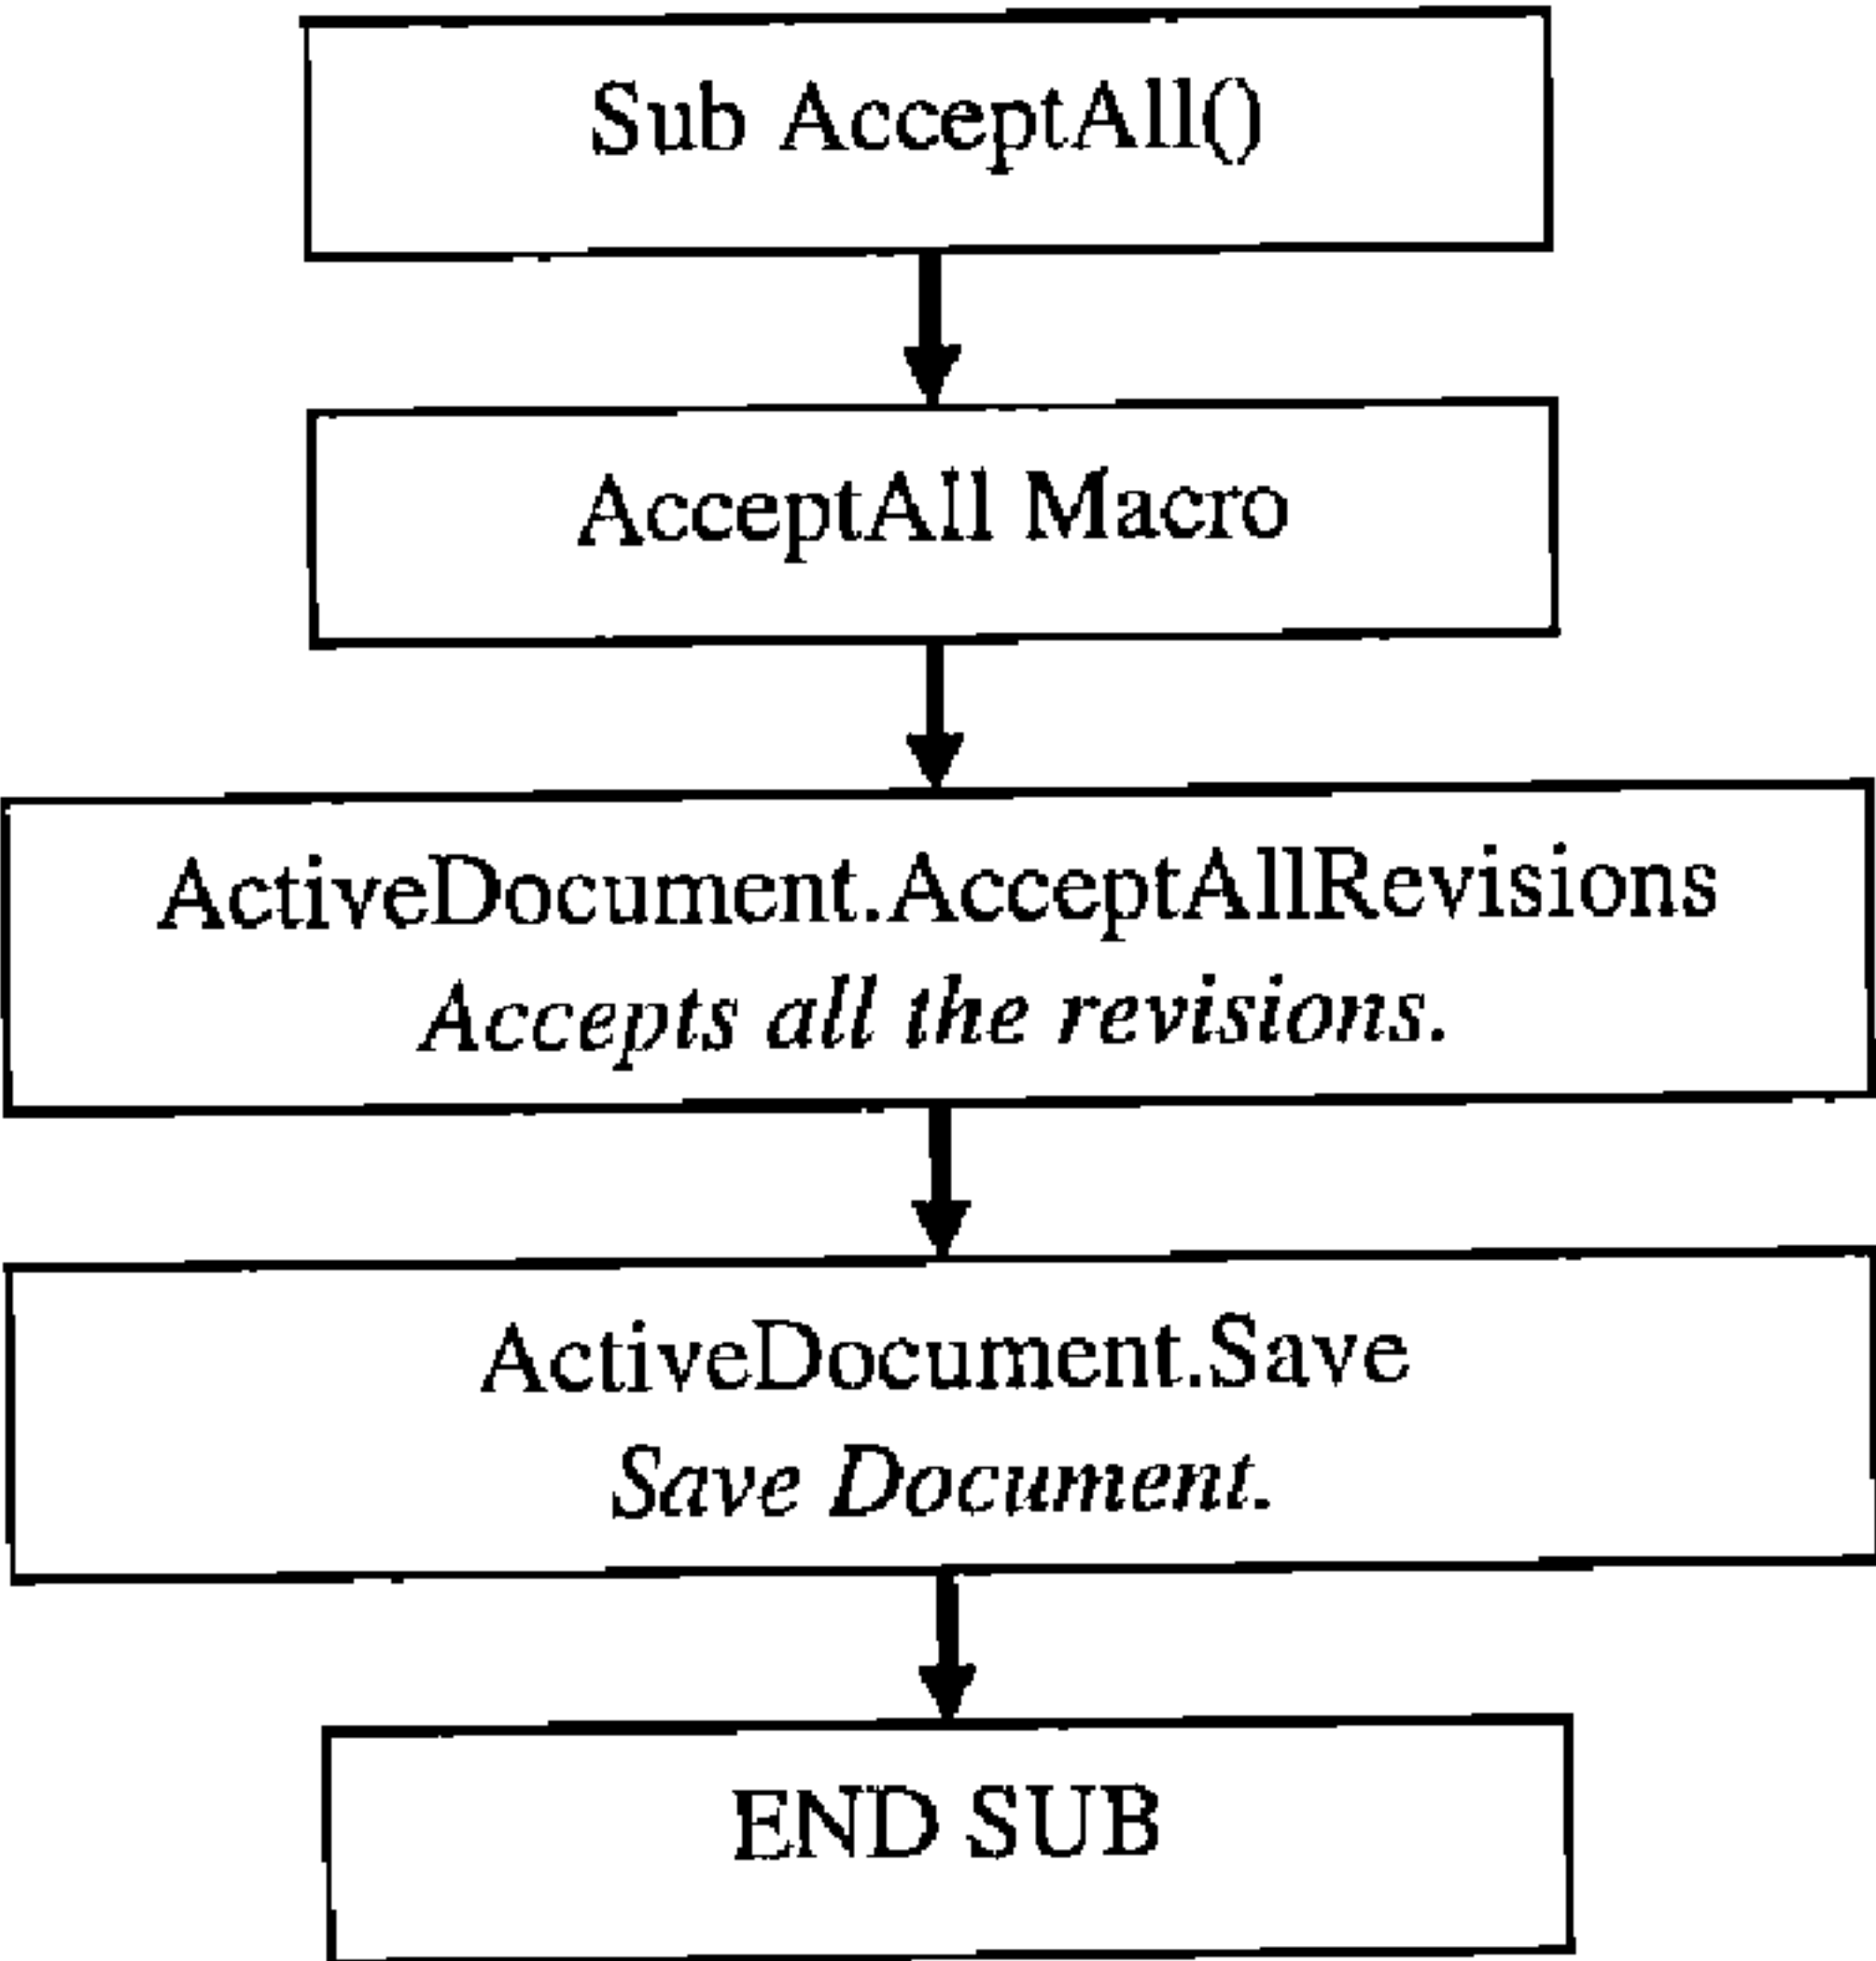 Sub AcceptAll()
AcceptAll Macro
ActiveDocument.AcceptAllRevisions
Accepts all the revisions.
ActiveDocument.Save
Save Document.
END SUB